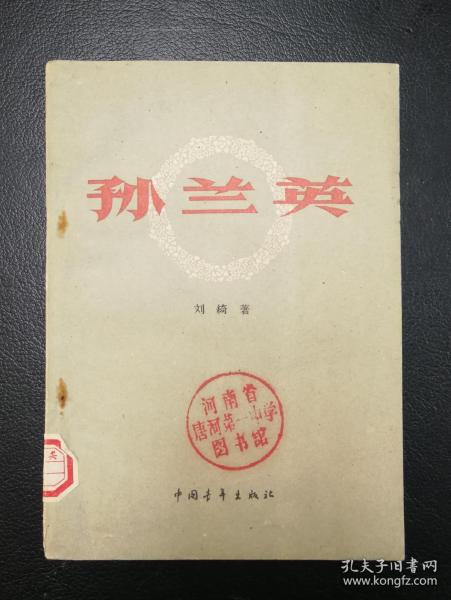 孙兰英
刘绮著
河南省
唐河第一中学
图书馆
共
中国青年出版社
孔夫子旧书网
www.kongfz.com